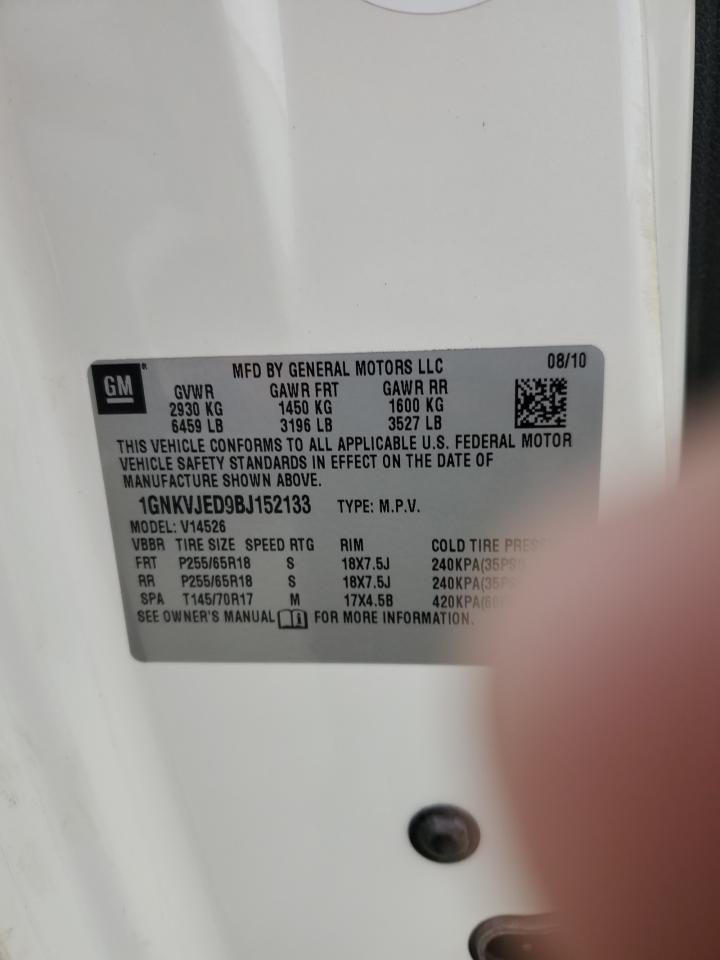 GM
MFD BY GENERAL MOTORS LLC 08/10
GVWR GAWR FRT GAWR RR
2930 KG 1450 KG 1600 KG
6459 LB 3196 LB 3527 LB
THIS VEHICLE CONFORMS TO ALL APPLICABLE U.S. FEDERAL MOTOR
VEHICLE SAFETY STANDARDS IN EFFECT ON THE DATE OF
MANUFACTURE SHOWN ABOVE.
1GNKVJED9BJ152133 TYPE: M.P.V.
MODEL: V14526
VBBR TIRE SIZE SPEED RTG RIM COLD TIRE
FRT P255/65R18 S 18X7.5J 240KPA(35PSI
RR P255/65R18 S 18X7.5J 240KPA(35PS
SPA T145/70R17 M 17X4.5B 420KPA(60
SEE OWNER'S MANUAL FOR MORE INFORMATION.